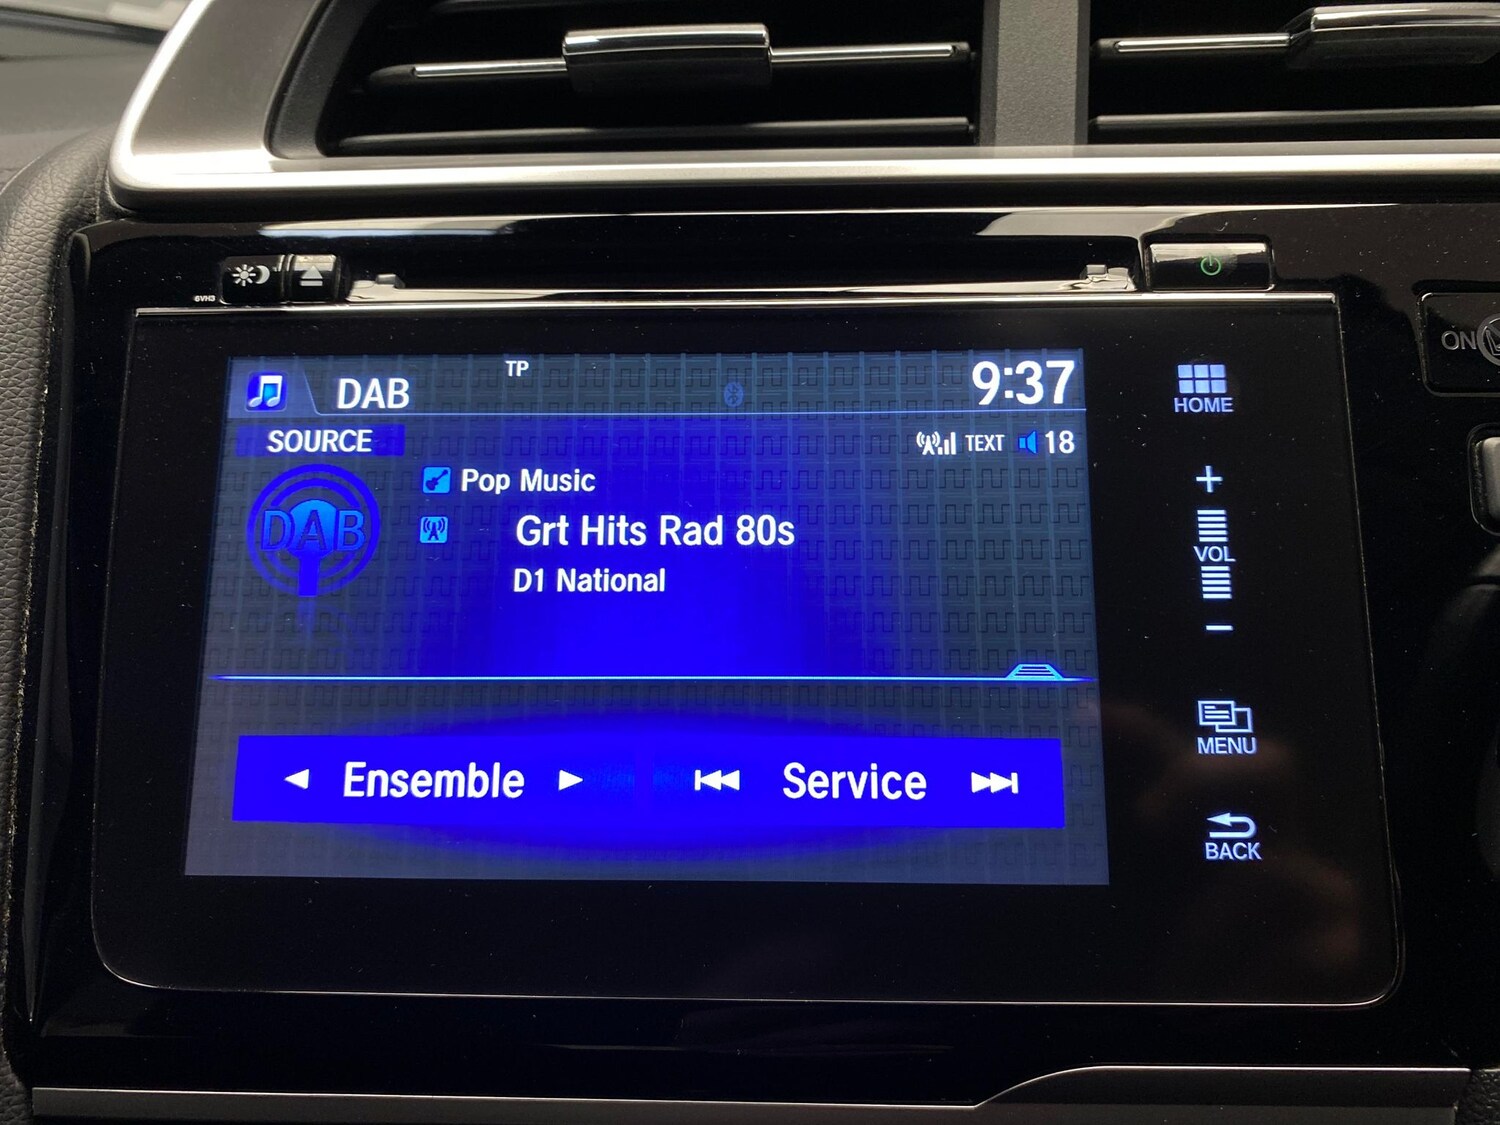 6VH3
ON
TP
DAB
9:37
HOME
SOURCE
TEXT 18
DAB
Pop Music
Grt Hits Rad 80s
D1 National
+
VOL
−
Ensemble
Service
MENU
BACK